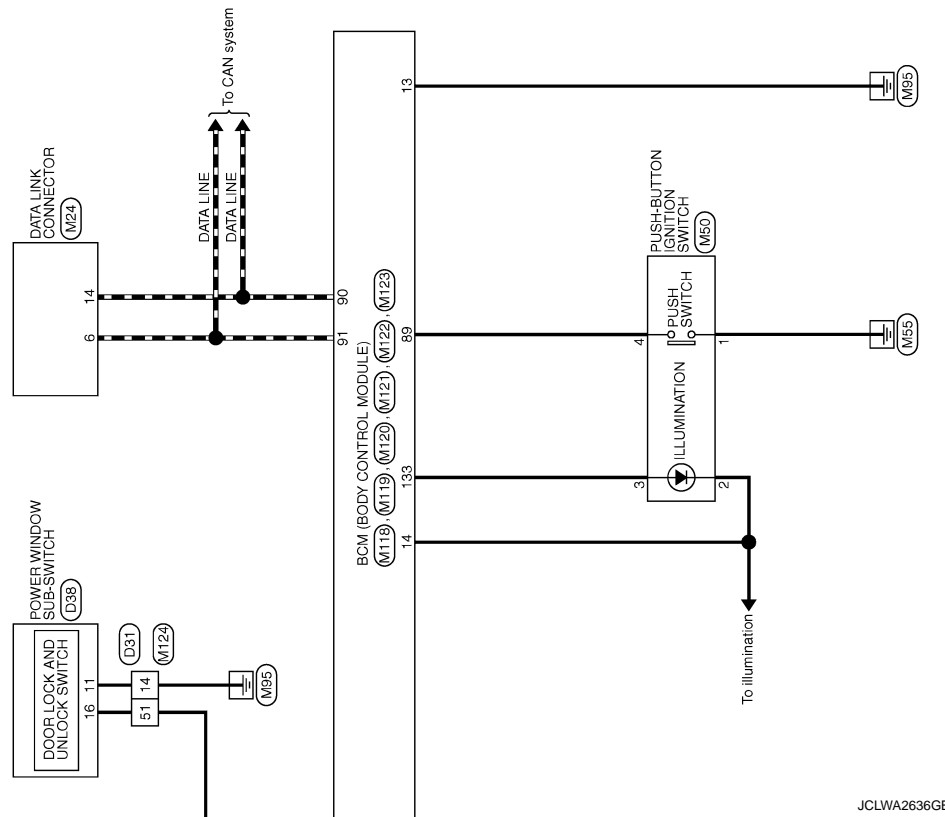 To CAN system
DATA LINE
DATA LINE
DATA LINK
CONNECTOR
M24
14
6
90
91
13
M95
PUSH-BUTTON
IGNITION
SWITCH
M50
PUSH
SWITCH
ILLUMINATION
4
1
3
2
M55
BCM (BODY CONTROL MODULE)
M118, M119, M120, M121, M122, M123
89
133
14
To illumination
POWER WINDOW
SUB-SWITCH
D38
DOOR LOCK AND
UNLOCK SWITCH
11
16
D31
M124
14
51
M95
JCLWA2636GE